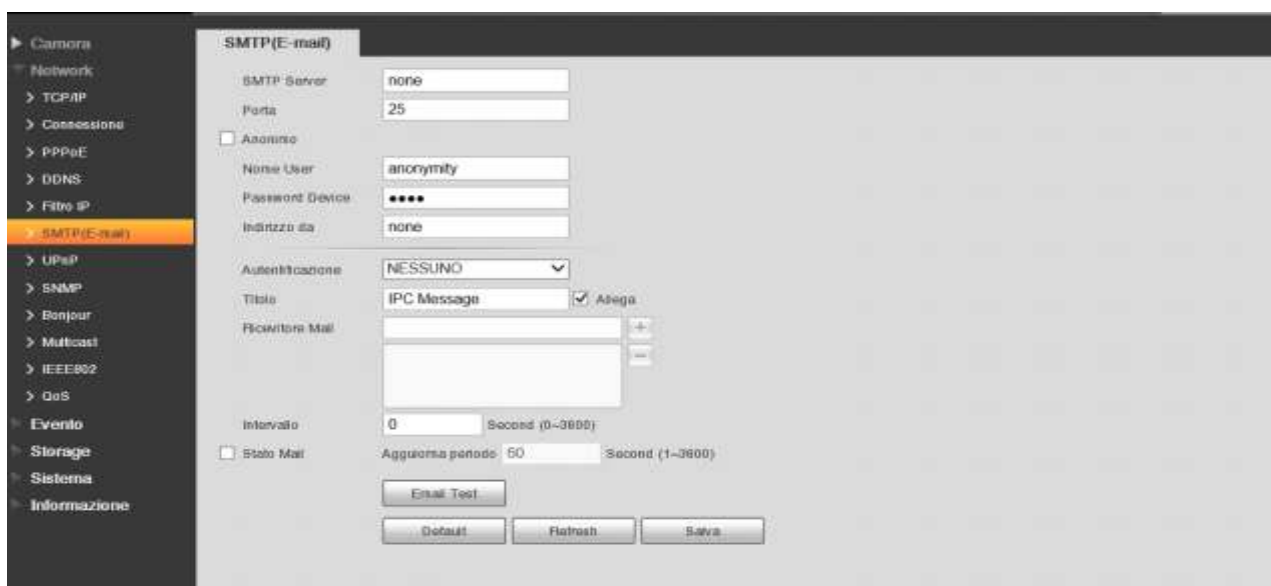 Camera
Network
TCP/IP
Connessione
PPPoE
DDNS
Filtro IP
SMTP(E-mail)
UPnP
SNMP
Bonjour
Multicast
IEEE802
QoS
Evento
Storage
Sistema
Informazione
SMTP(E-mail)
SMTP Server none
Porta 25
Anonimo
Nome User anonymity
Password Device ●●●●
Indirizzo da none
Autentificazione NESSUNO
Titolo IPC Message Allega
Ricevitore Mail + −
Intervallo 0 Second (0~3600)
Stato Mail Aggiorna periodo 60 Second (1~3600)
Email Test
Default Refresh Salva